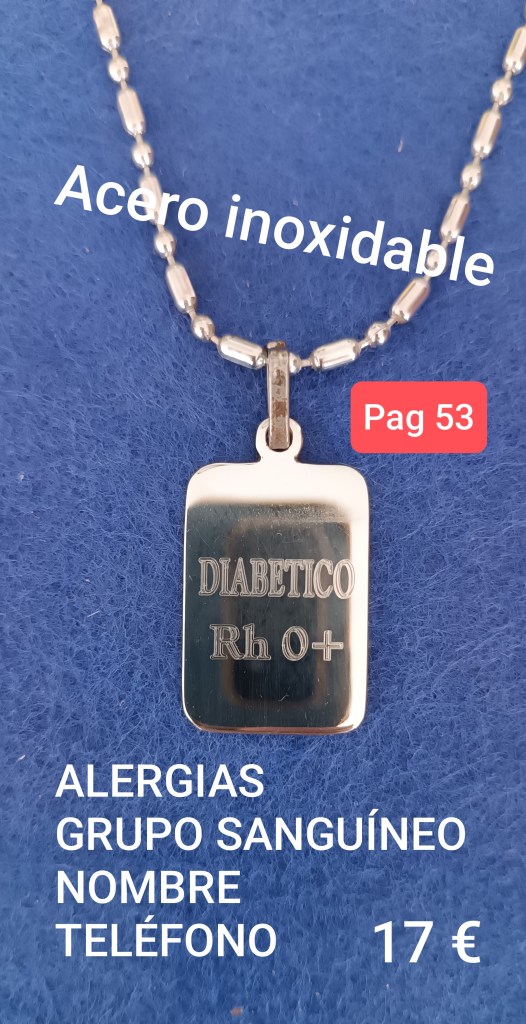 Acero inoxidable
Pag 53
DIABETICO
Rh 0+
ALERGIAS
GRUPO SANGUÍNEO
NOMBRE
TELÉFONO
17 €